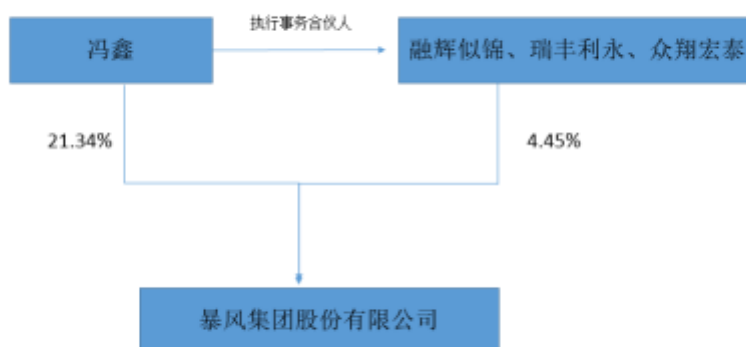 执行事务合伙人
冯鑫
融辉似锦、瑞丰利永、众翔宏泰
21.34%
4.45%
暴风集团股份有限公司